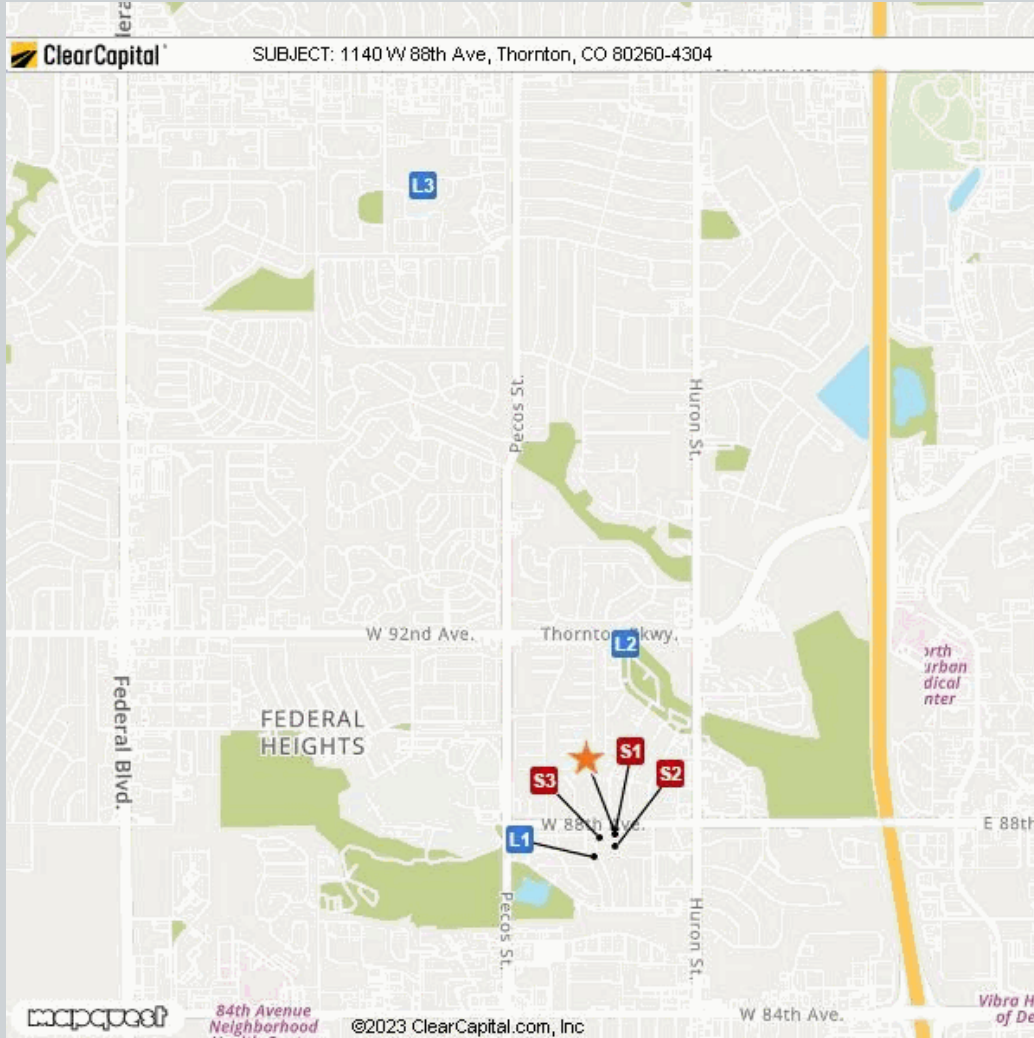 ClearCapital
SUBJECT: 1140 W 88th Ave, Thornton, CO 80260-4304
L3
Pecos St.
Huron St.
W 92nd Ave.
L2
Federal Blvd.
FEDERAL
HEIGHTS
S1
S2
S3
W 88th
E 88th
L1
Pecos St.
Huron St.
W 84th Ave.
84th Avenue
Neighborhood
mapquest
©2023 ClearCapital.com, Inc